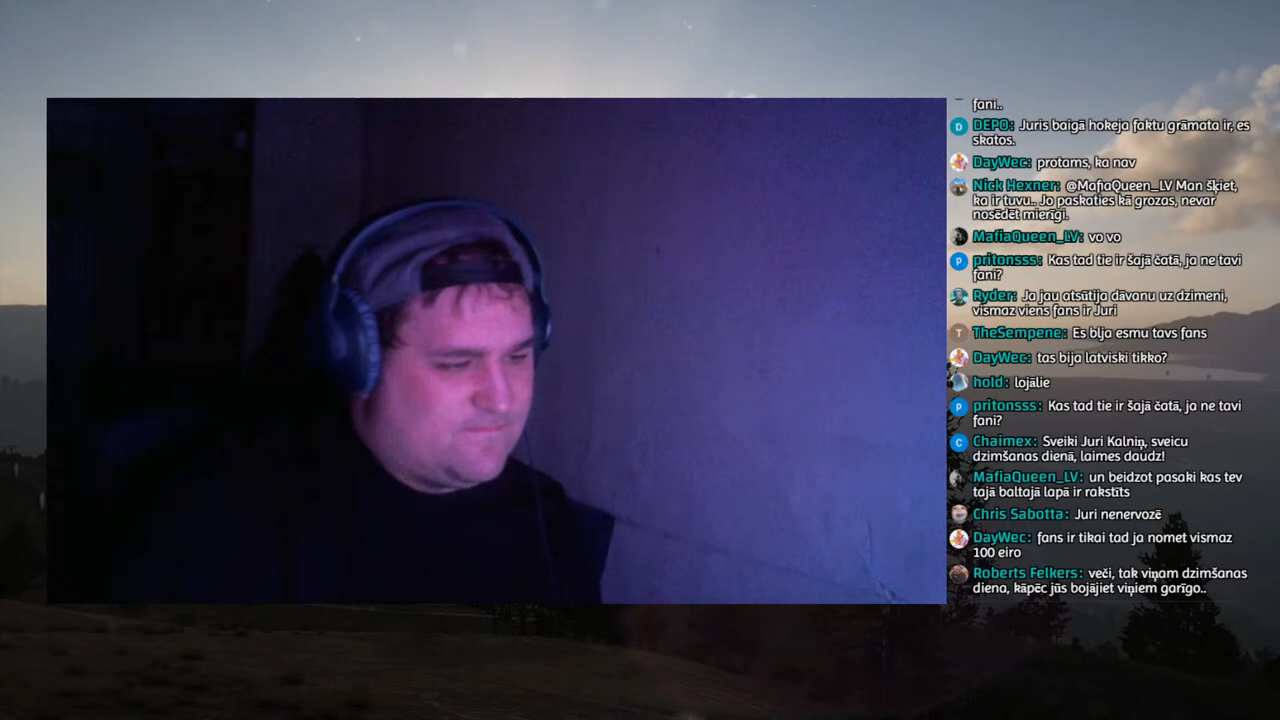 fani..
DEPO: Juris baigā hokeja faktu grāmata ir, es
skatos.
DayWec: protams, ka nav
Nick Hexner: @MafiaQueen_LV Man šķiet,
ka ir tuvu.. Jo paskaties kā grozas, nevar
nosēdēt mierīgi.
MafiaQueen_LV: vo vo
pritonsss: Kas tad tie ir šajā čatā, ja ne tavi
fani?
Ryder: Ja jau atsūtija dāvanu uz dzimeni,
vismaz viens fans ir Juri
T TheSempene: Es blja esmu tavs fans
DayWec: tas bija latviski tikko?
hold: lojālie
pritonsss: Kas tad tie ir šajā čatā, ja ne tavi
fani?
Chaimex: Sveiki Juri Kalniņ, sveicu
dzimšanas dienā, laimes daudz!
MafiaQueen_LV: un beidzot pasaki kas tev
tajā baltajā lapā ir rakstīts
Chris Sabotta: Juri nenervozē
DayWec: fans ir tikai tad ja nomet vismaz
100 eiro
Roberts Felkers: veči, tak viņam dzimšanas
diena, kāpēc jūs bojājiet viņiem garīgo..